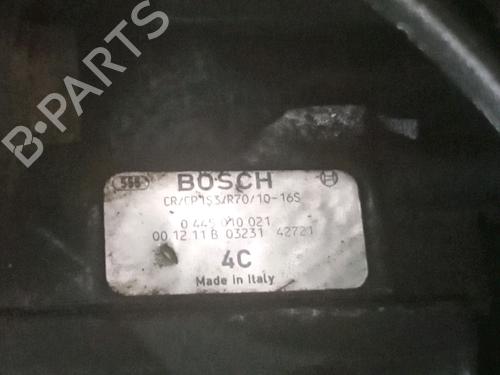 B-PARTS
556 BOSCH
CR/CP1S3/R70/10-16S
0 445 010 021
00 12 11 B 03231 42721
4C
Made in Italy